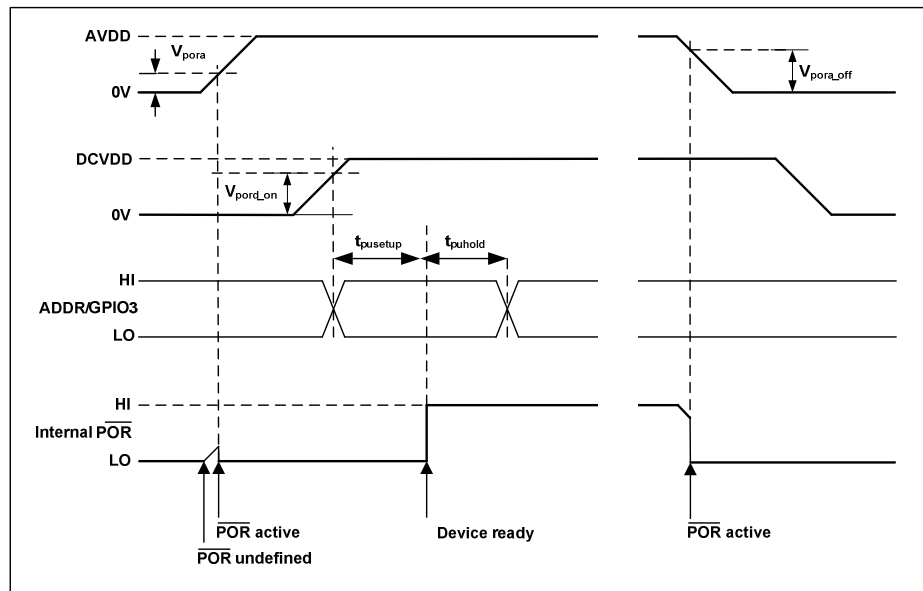 AVDD
Vpora
0V
Vpora_off
DCVDD
Vpord_on
0V
tpusetup
tpuhold
HI
ADDR/GPIO3
LO
HI
Internal POR
LO
POR active
Device ready
POR active
POR undefined